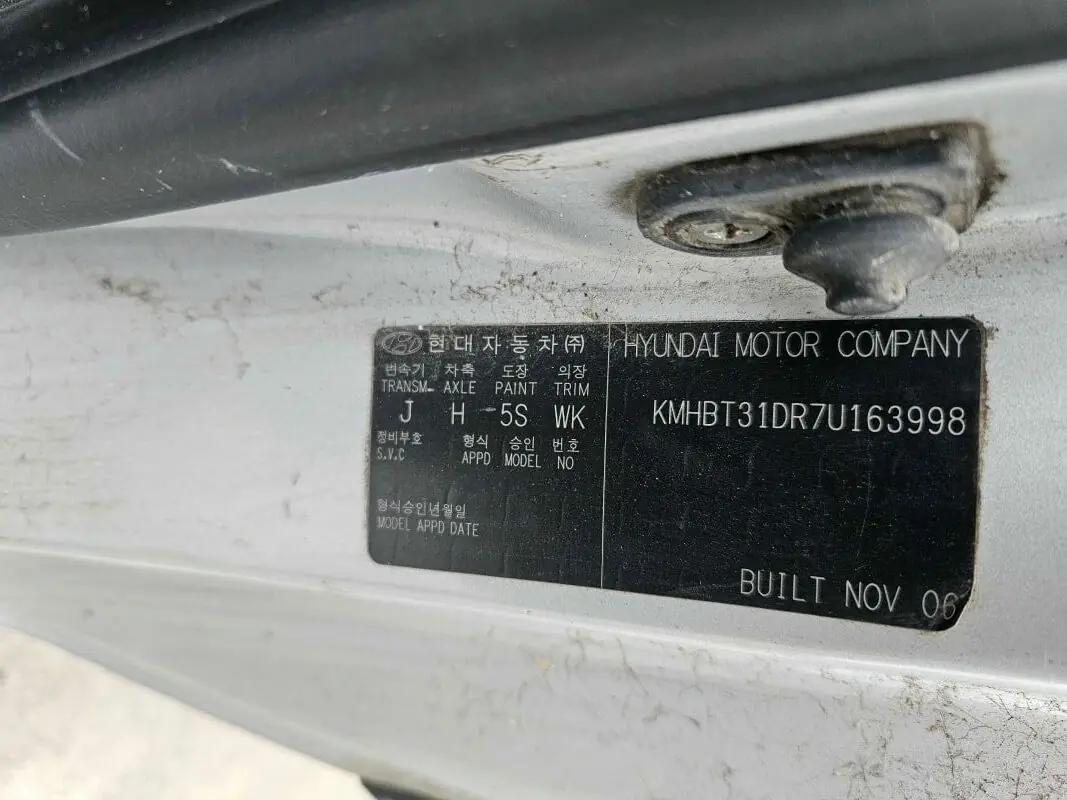 현대자동차㈜
변속기 차축 도장 의장
TRANSM. AXLE PAINT TRIM
J H 5S WK
정비부호 형식 승인 번호
S.V.C APPD MODEL NO
형식승인년월일
MODEL APPD DATE
HYUNDAI MOTOR COMPANY
KMHBT31DR7U163998
BUILT NOV 06